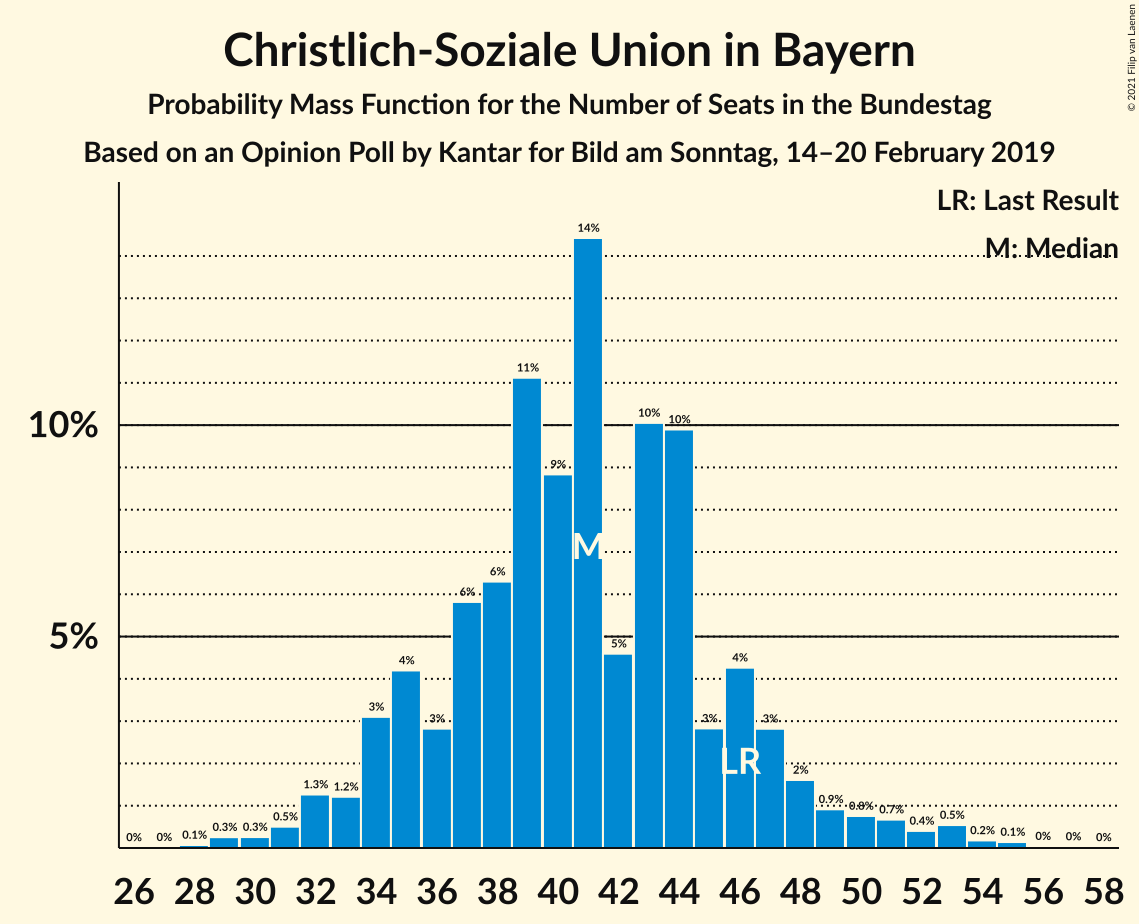 Christlich-Soziale Union in Bayern
Probability Mass Function for the Number of Seats in the Bundestag
Based on an Opinion Poll by Kantar for Bild am Sonntag, 14–20 February 2019
© 2021 Filip van Laenen
LR: Last Result
M: Median
10%
5%
0% 0% 0.1% 0.3% 0.3% 0.5% 1.3% 1.2% 3% 4% 3% 6% 6% 11% 9% 14% 5% 10% 10% 3% 4% 3% 2% 0.9% 0.8% 0.7% 0.4% 0.5% 0.2% 0.1% 0% 0% 0%
M
LR
26 28 30 32 34 36 38 40 42 44 46 48 50 52 54 56 58